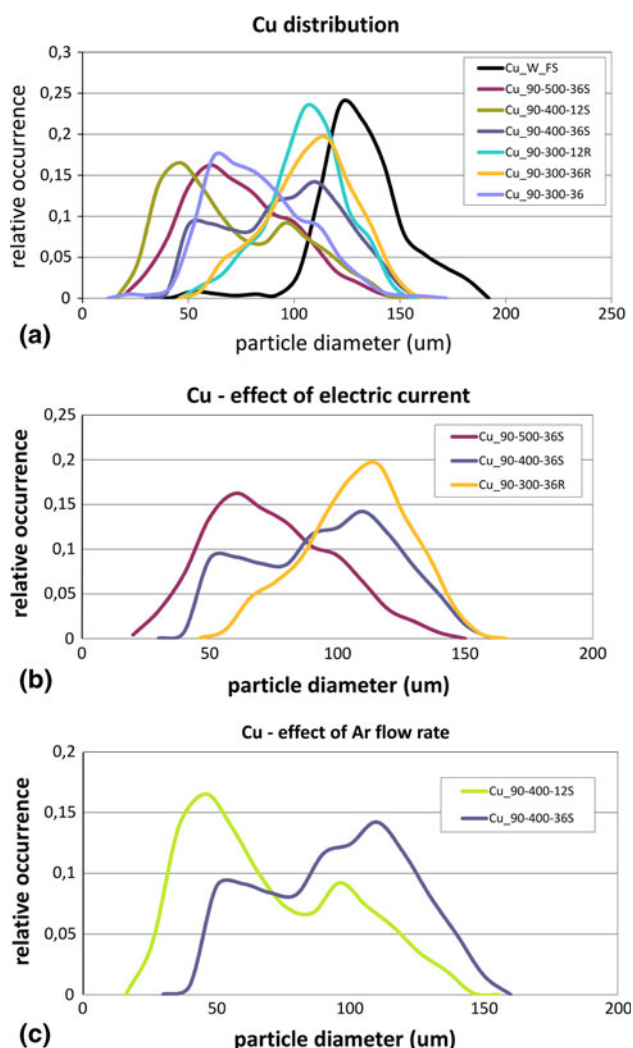 Cu distribution
relative occurrence
0,3
0,25
0,2
0,15
0,1
0,05
0
0 50 100 150 200 250
particle diameter (um)
Cu_W_FS
Cu_90-500-36S
Cu_90-400-12S
Cu_90-400-36S
Cu_90-300-12R
Cu_90-300-36R
Cu_90-300-36
(a)
Cu - effect of electric current
relative occurrence
0,25
0,2
0,15
0,1
0,05
0
0 50 100 150 200
particle diameter (um)
Cu_90-500-36S
Cu_90-400-36S
Cu_90-300-36R
(b)
Cu - effect of Ar flow rate
relative occurrence
0,2
0,15
0,1
0,05
0
0 50 100 150 200
particle diameter (um)
Cu_90-400-12S
Cu_90-400-36S
(c)